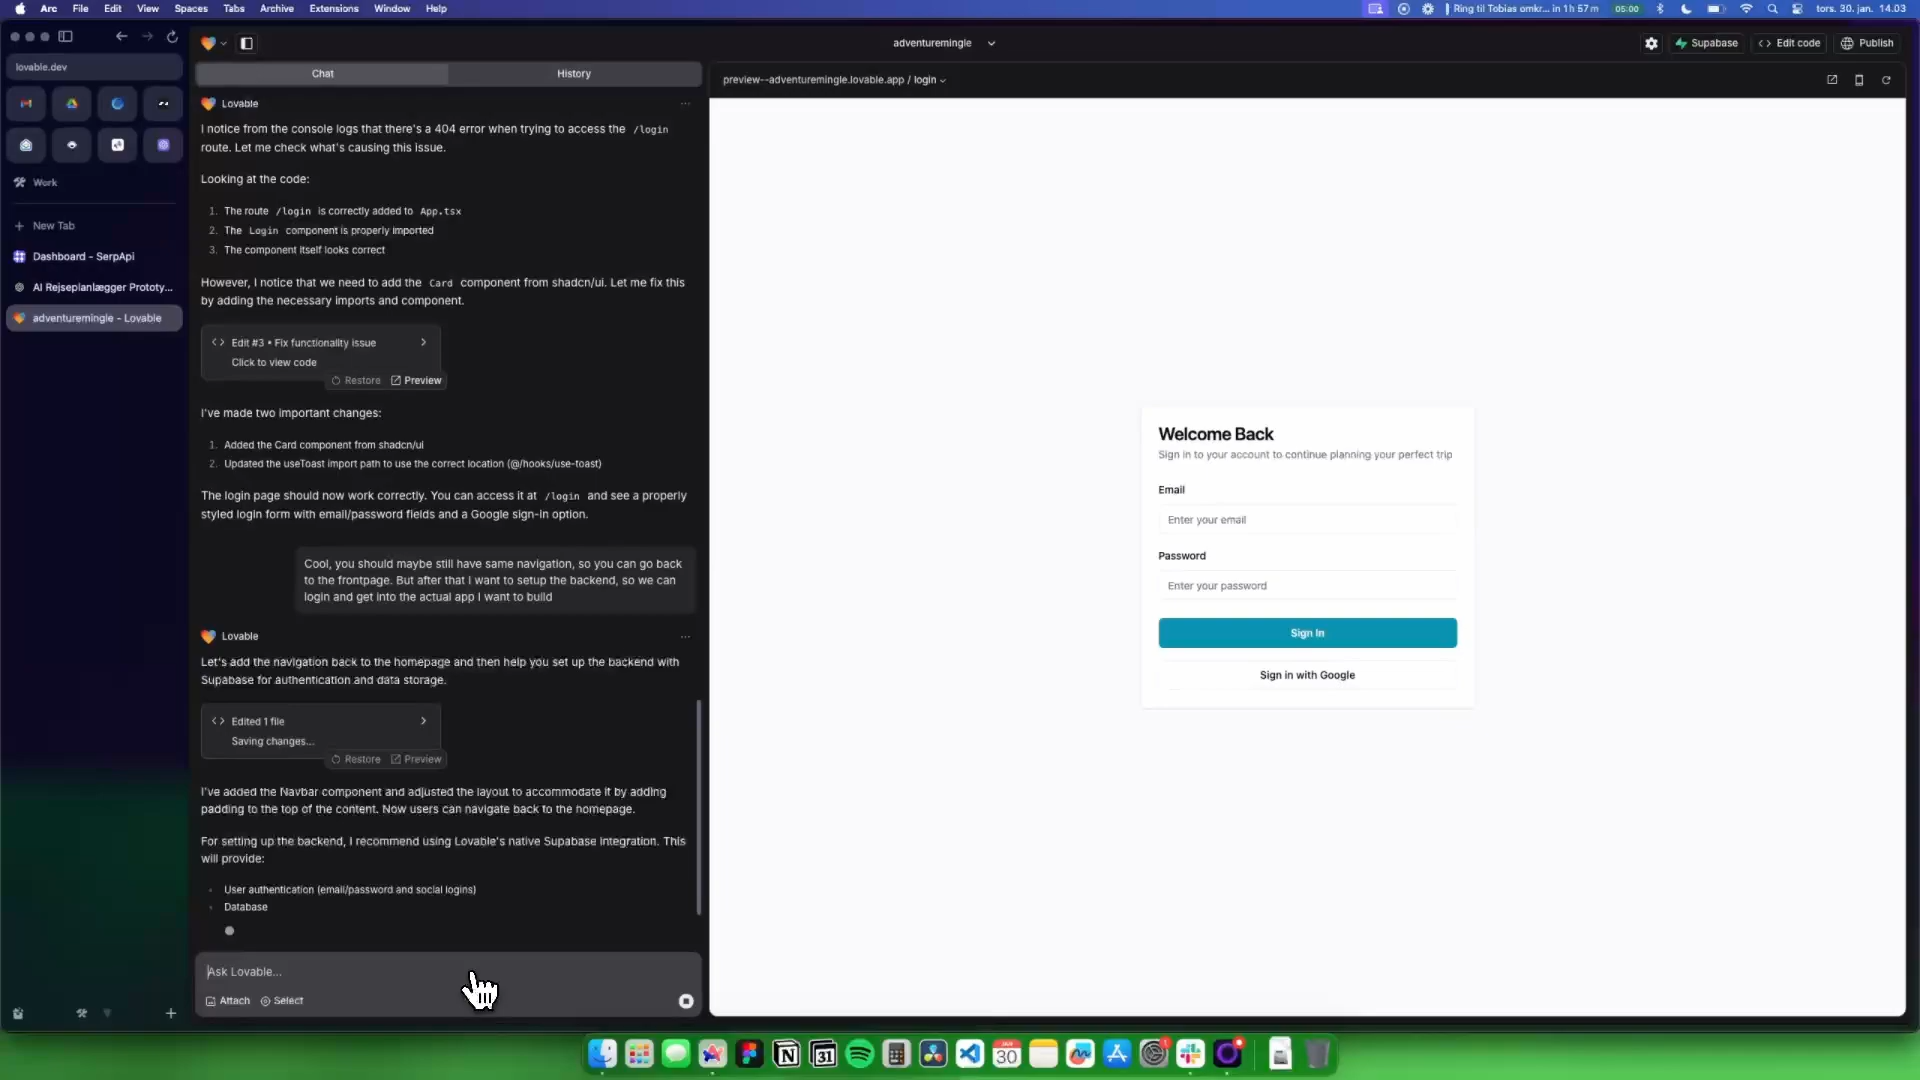 Arc File Edit View Spaces Tabs Archive Extensions Window Help
Ring til Tobias omkr... in 1h 57m 05:00 tors. 30. jan. 14.03
lovable.dev
adventuremingle
Supabase Edit code Publish
Chat History
preview--adventuremingle.lovable.app / login
Work
New Tab
Dashboard - SerpApi
AI Rejseplanlægger Prototy...
adventuremingle - Lovable
Lovable
I notice from the console logs that there's a 404 error when trying to access the /login
route. Let me check what's causing this issue.
Looking at the code:
1. The route /login is correctly added to App.tsx
2. The Login component is properly imported
3. The component itself looks correct
However, I notice that we need to add the Card component from shadcn/ui. Let me fix this
by adding the necessary imports and component.
Edit #3 • Fix functionality issue
Click to view code
Restore Preview
I've made two important changes:
1. Added the Card component from shadcn/ui
2. Updated the useToast import path to use the correct location (@/hooks/use-toast)
The login page should now work correctly. You can access it at /login and see a properly
styled login form with email/password fields and a Google sign-in option.
Cool, you should maybe still have same navigation, so you can go back
to the frontpage. But after that I want to setup the backend, so we can
login and get into the actual app I want to build
Lovable
Let's add the navigation back to the homepage and then help you set up the backend with
Supabase for authentication and data storage.
Edited 1 file
Saving changes...
Restore Preview
I've added the Navbar component and adjusted the layout to accommodate it by adding
padding to the top of the content. Now users can navigate back to the homepage.
For setting up the backend, I recommend using Lovable's native Supabase integration. This
will provide:
User authentication (email/password and social logins)
Database
Ask Lovable...
Attach Select
Welcome Back
Sign in to your account to continue planning your perfect trip
Email
Enter your email
Password
Enter your password
Sign In
Sign in with Google
31
JAN
30
1